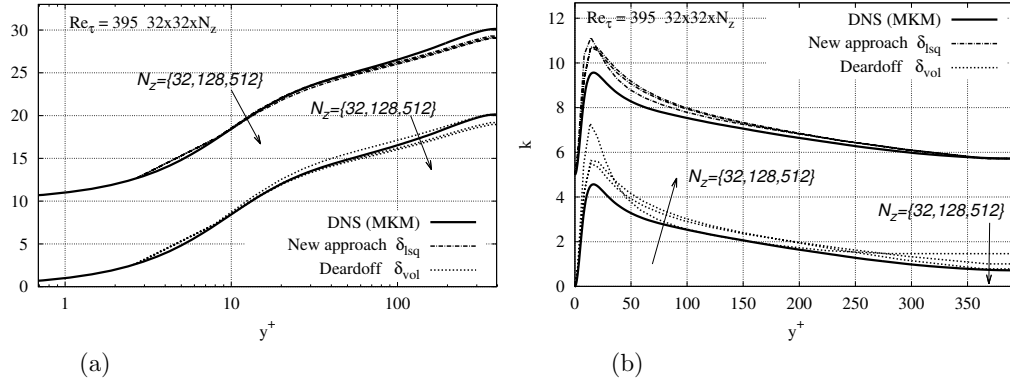 Re_τ = 395 32x32xN_z
N_z={32,128,512}
N_z={32,128,512}
DNS (MKM)
New approach δ_lsq
Deardoff δ_vol
30
25
20
15
10
5
0
1
10
100
y^+
(a)
Re_τ = 395 32x32xN_z
DNS (MKM)
New approach δ_lsq
Deardoff δ_vol
N_z={32,128,512}
N_z={32,128,512}
12
10
8
6
4
2
0
k
0
50
100
150
200
250
300
350
y^+
(b)